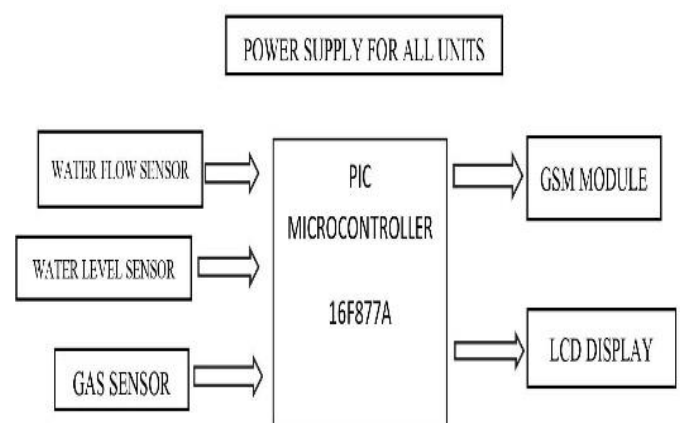 POWER SUPPLY FOR ALL UNITS
WATER FLOW SENSOR
WATER LEVEL SENSOR
GAS SENSOR
PIC
MICROCONTROLLER
16F877A
GSM MODULE
LCD DISPLAY